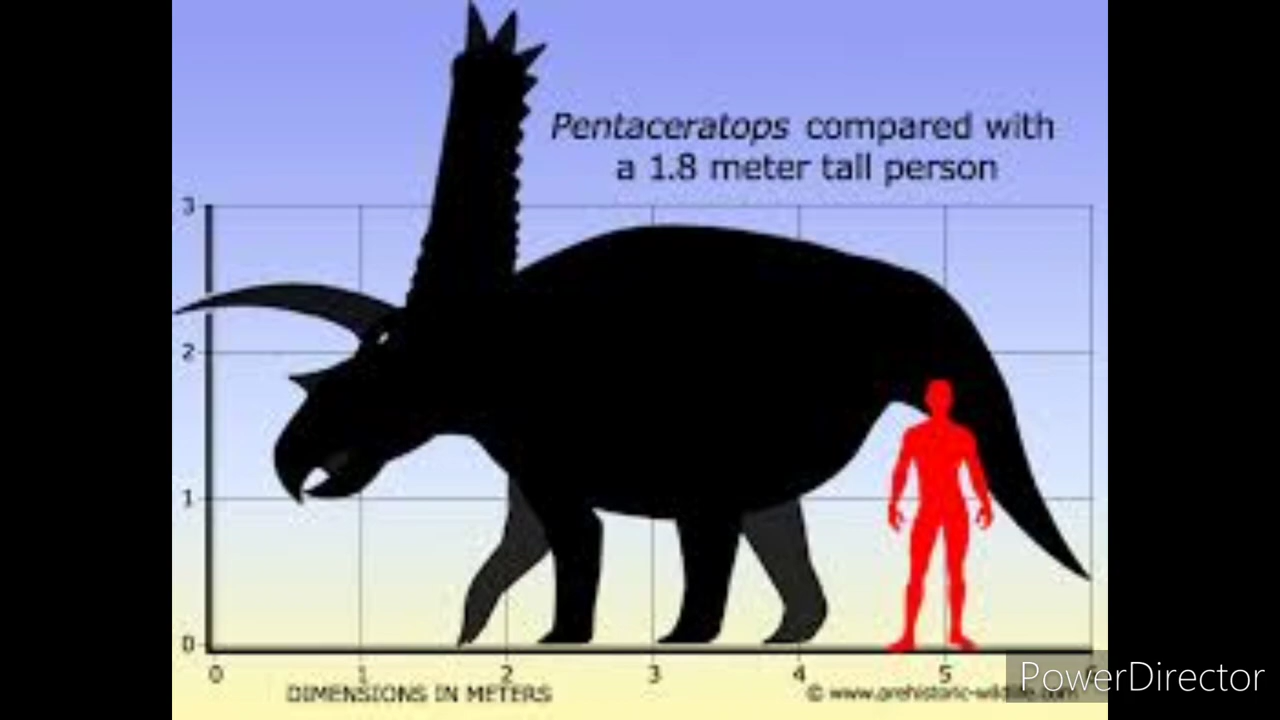 Pentaceratops compared with
a 1.8 meter tall person
3
2
1
0
0 1 2 3 4 5 6
DIMENSIONS IN METERS
© www.prehistoric-wildlife.com
PowerDirector